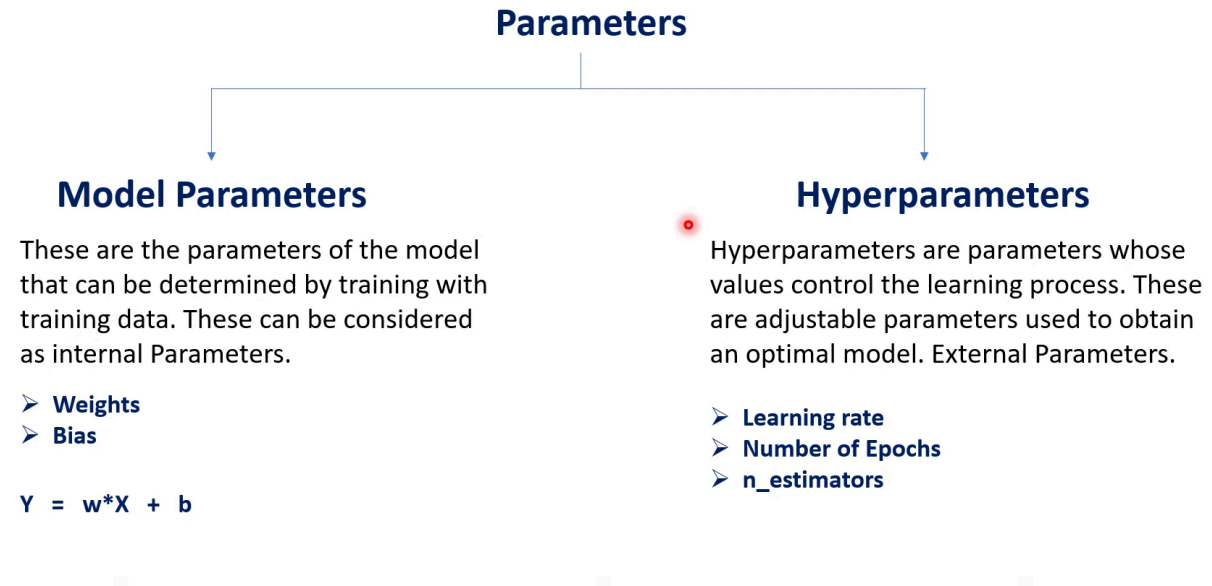 Parameters
Model Parameters
These are the parameters of the model
that can be determined by training with
training data. These can be considered
as internal Parameters.
➢ Weights
➢ Bias
Y = w*X + b
Hyperparameters
Hyperparameters are parameters whose
values control the learning process. These
are adjustable parameters used to obtain
an optimal model. External Parameters.
➢ Learning rate
➢ Number of Epochs
➢ n_estimators